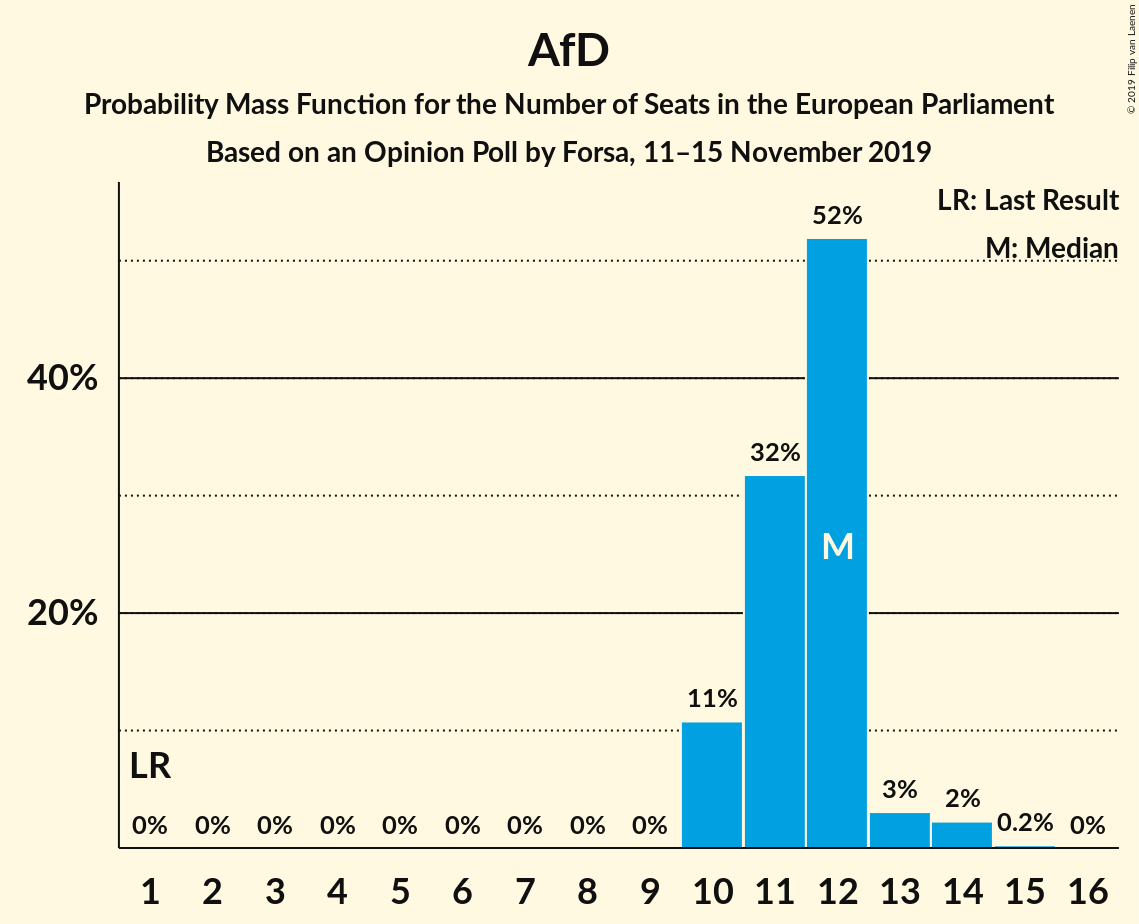 AfD
Probability Mass Function for the Number of Seats in the European Parliament
Based on an Opinion Poll by Forsa, 11–15 November 2019
© 2019 Filip van Laenen
LR: Last Result
M: Median
52%
40%
32%
M
20%
11%
LR
3%
2%
0% 0% 0% 0% 0% 0% 0% 0% 0% 0.2% 0%
1 2 3 4 5 6 7 8 9 10 11 12 13 14 15 16